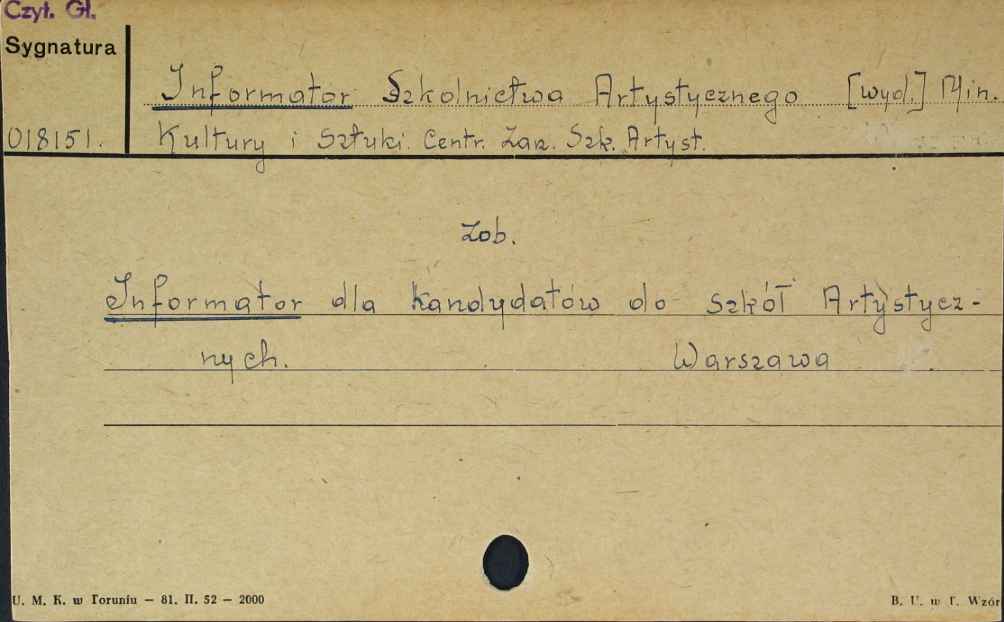 Czyt. Gł.
Sygnatura
Informator Szkolnictwa Artystycznego [wyd.] Min.
018151. Kultury i Sztuki. Centr. Zarz. Szk. Artyst.
Zob.
Informator dla kandydatów do Szkół Artystycz-
nych. Warszawa
U. M. K. w Toruniu — 81. II. 52 — 2000
B. U. w T. Wzór